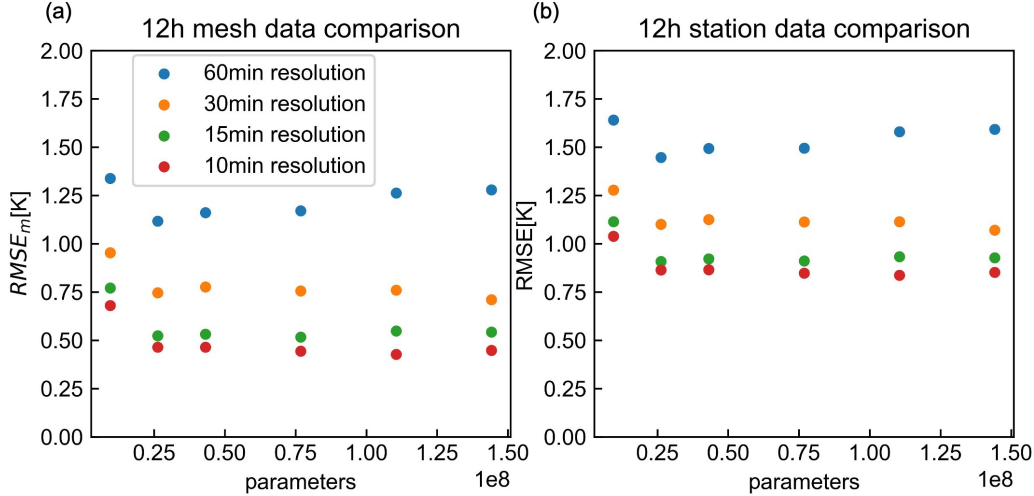 (a)
12h mesh data comparison
2.00
1.75
1.50
1.25
1.00
0.75
0.50
0.25
0.00
RMSE_m[K]
60min resolution
30min resolution
15min resolution
10min resolution
0.25 0.50 0.75 1.00 1.25 1.50
1e8
parameters
(b)
12h station data comparison
2.00
1.75
1.50
1.25
1.00
0.75
0.50
0.25
0.00
RMSE[K]
0.25 0.50 0.75 1.00 1.25 1.50
1e8
parameters